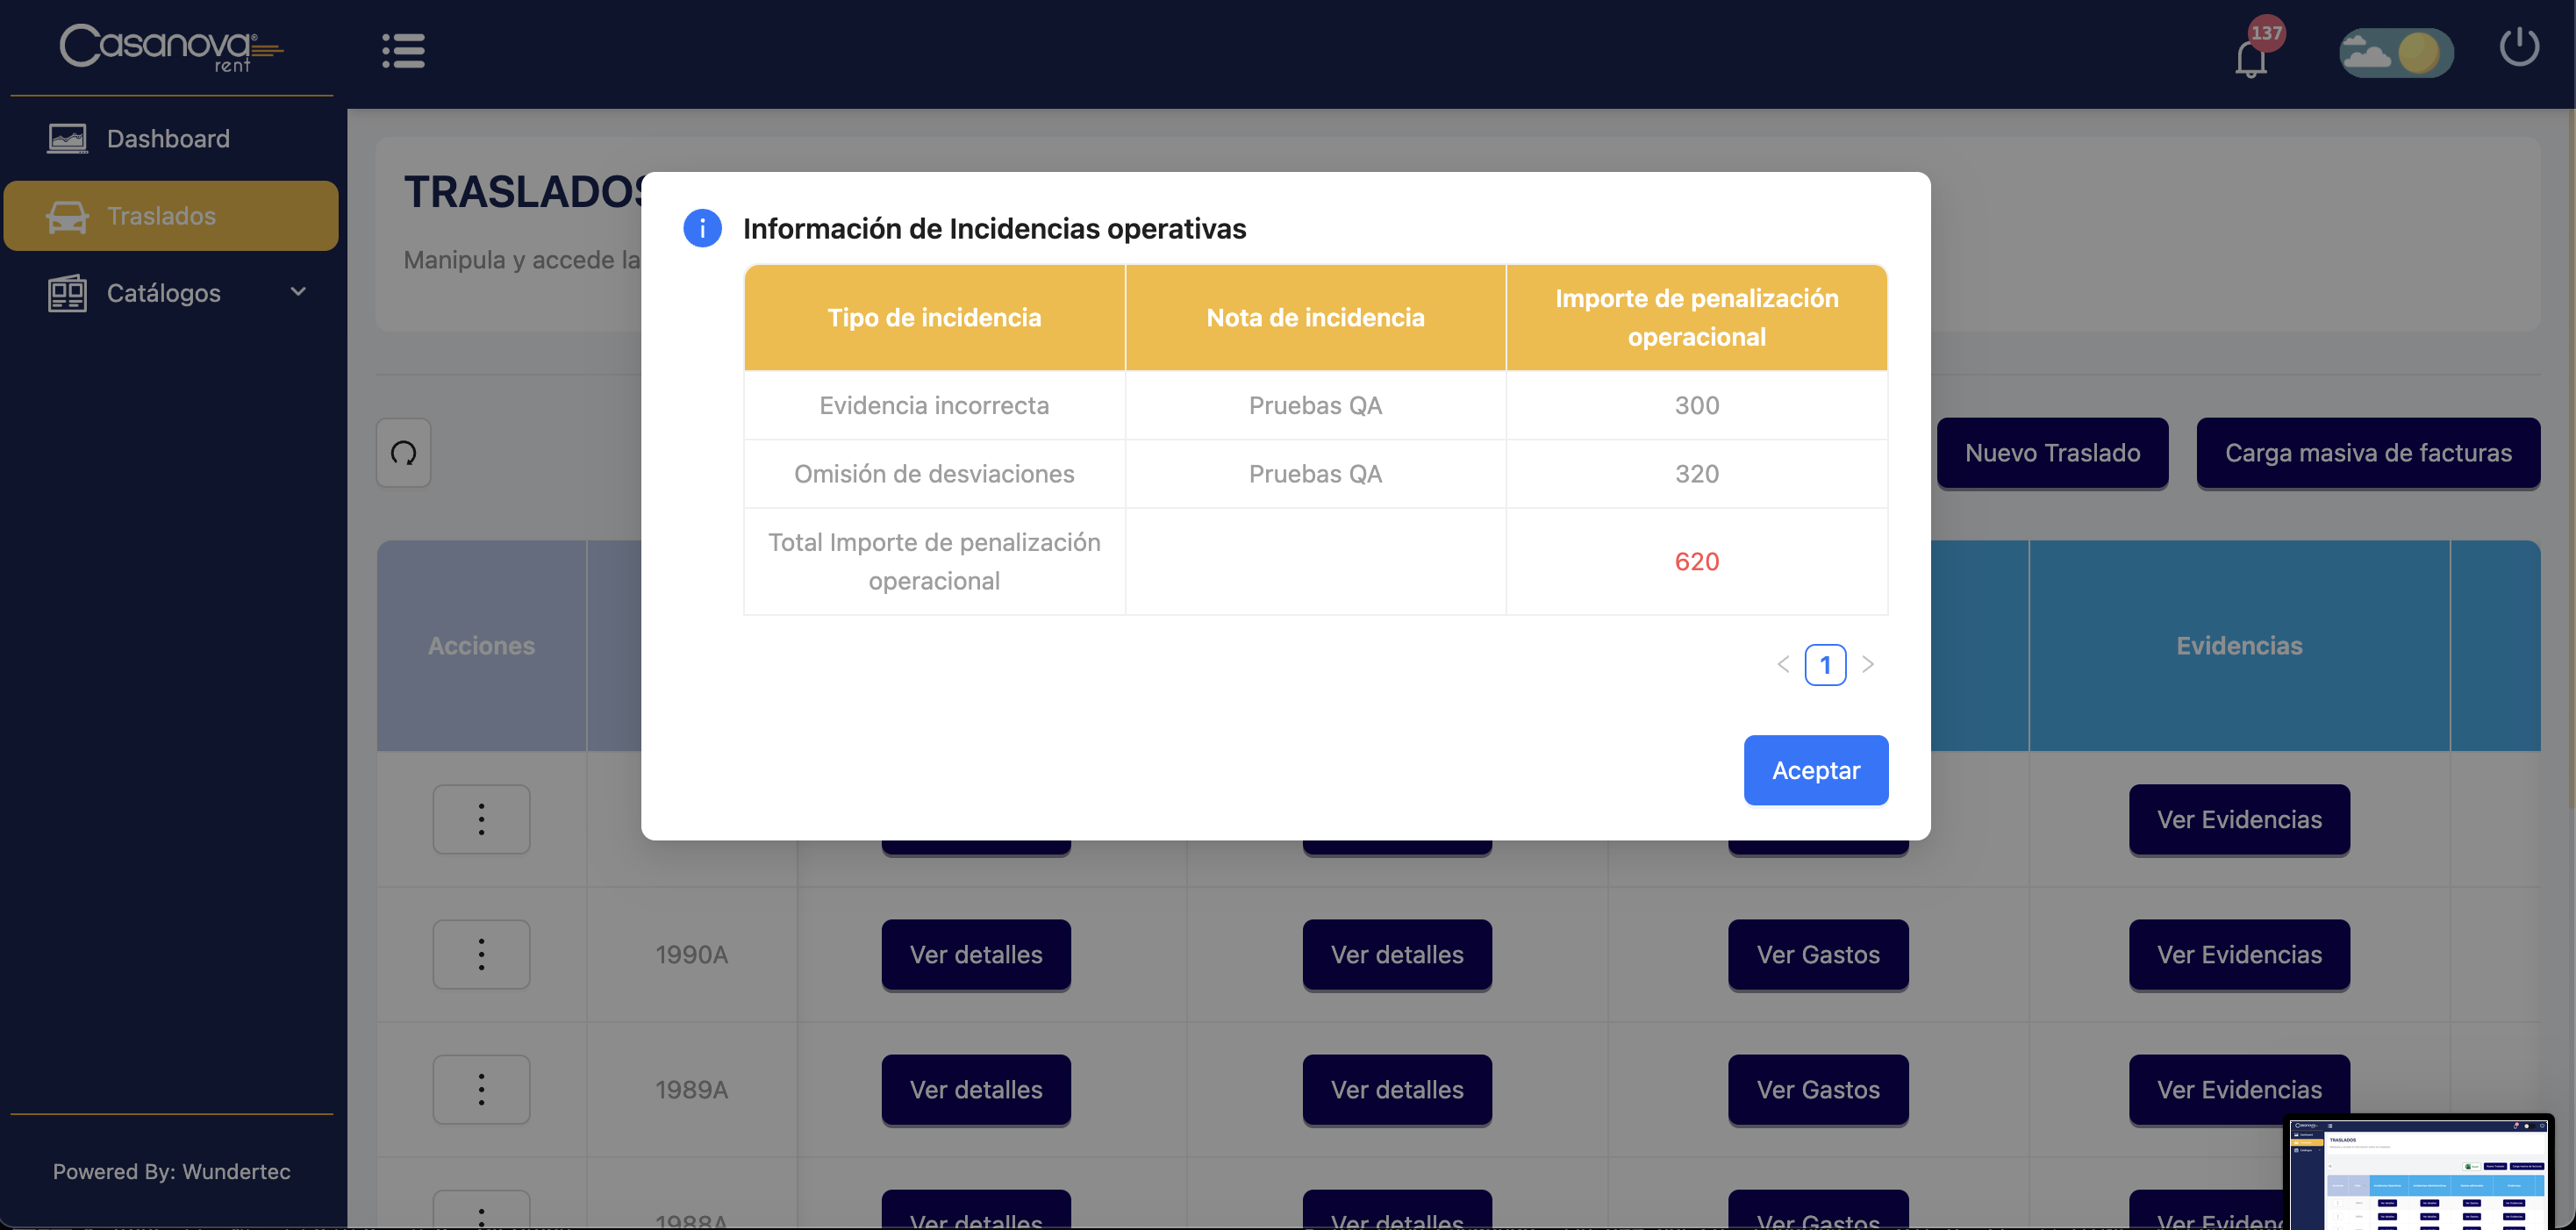 Casanova®
rent
137
Dashboard
Traslados
Catálogos
TRASLADOS
Manipula y accede la
Información de Incidencias operativas
Tipo de incidencia
Nota de incidencia
Importe de penalización
operacional
Evidencia incorrecta
Pruebas QA
300
Omisión de desviaciones
Pruebas QA
320
Total Importe de penalización
operacional
620
1
Aceptar
Nuevo Traslado
Carga masiva de facturas
Acciones
Evidencias
Ver Evidencias
1990A
Ver detalles
Ver detalles
Ver Gastos
Ver Evidencias
1989A
Ver detalles
Ver detalles
Ver Gastos
Ver Evidencias
1988A
Ver detalles
Ver detalles
Ver Gastos
Powered By: Wundertec